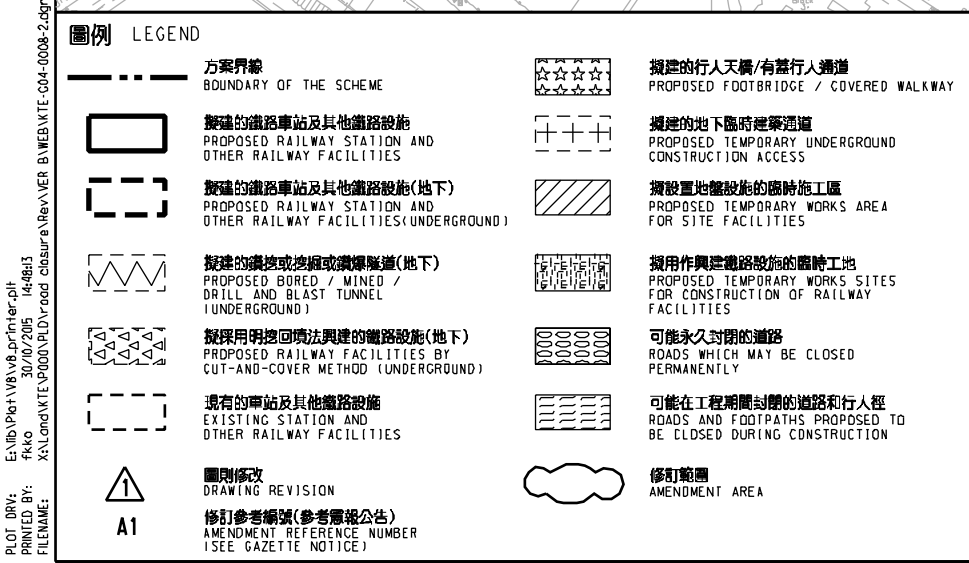 圖例 LEGEND
方案界線
BOUNDARY OF THE SCHEME
擬建的鐵路車站及其他鐵路設施
PROPOSED RAILWAY STATION AND
OTHER RAILWAY FACILITIES
擬建的鐵路車站及其他鐵路設施(地下)
PROPOSED RAILWAY STATION AND
OTHER RAILWAY FACILITIES(UNDERGROUND)
擬建的鑽挖或挖掘或鑽爆隧道(地下)
PROPOSED BORED / MINED /
DRILL AND BLAST TUNNEL
(UNDERGROUND)
擬採用明挖回填法興建的鐵路設施(地下)
PROPOSED RAILWAY FACILITIES BY
CUT-AND-COVER METHOD (UNDERGROUND)
現有的車站及其他鐵路設施
EXISTING STATION AND
OTHER RAILWAY FACILITIES
1
圖則修改
DRAWING REVISION
A1
修訂參考編號(參考憲報公告)
AMENDMENT REFERENCE NUMBER
(SEE GAZETTE NOTICE)
擬建的行人天橋/有蓋行人通道
PROPOSED FOOTBRIDGE / COVERED WALKWAY
擬建的地下臨時建築通道
PROPOSED TEMPORARY UNDERGROUND
CONSTRUCTION ACCESS
擬設置地盤設施的臨時施工區
PROPOSED TEMPORARY WORKS AREA
FOR SITE FACILITIES
擬用作興建鐵路設施的臨時工地
PROPOSED TEMPORARY WORKS SITES
FOR CONSTRUCTION OF RAILWAY
FACILITIES
可能永久封閉的道路
ROADS WHICH MAY BE CLOSED
PERMANENTLY
可能在工程期間封閉的道路和行人徑
ROADS AND FOOTPATHS PROPOSED TO
BE CLOSED DURING CONSTRUCTION
修訂範圍
AMENDMENT AREA
PLOT DRV: E:\lib\Plot\V8\v8_printer.plt
PRINTED BY: fkko 30/10/2015 14:48:13
FILENAME: X:\Land\KTE\P000\PLD\road closure\Rev\VER B\WEB\KTE-G04-0008-2.dgn